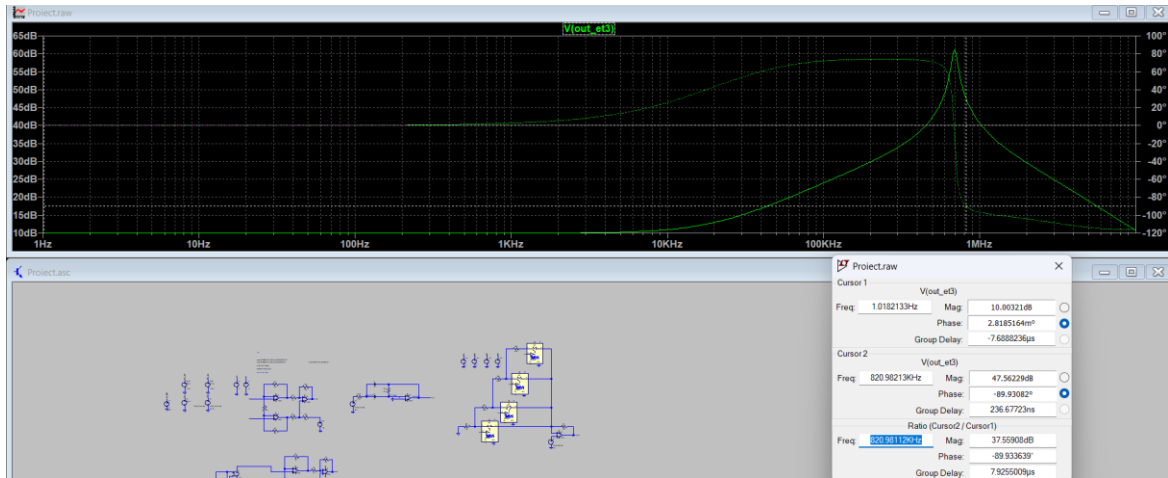 Proiect.raw
V(out_et3)
65dB
60dB
55dB
50dB
45dB
40dB
35dB
30dB
25dB
20dB
15dB
10dB
100°
80°
60°
40°
20°
0°
-20°
-40°
-60°
-80°
-100°
-120°
1Hz 10Hz 100Hz 1KHz 10KHz 100KHz 1MHz
Proiect.asc
Proiect.raw
Cursor 1
V(out_et3)
Freq: 1.0182133Hz Mag: 10.00321dB
Phase: 2.8185164m°
Group Delay: -7.6888236µs
Cursor 2
V(out_et3)
Freq: 820.98213KHz Mag: 47.56229dB
Phase: -89.93082°
Group Delay: 236.67723ns
Ratio (Cursor2 / Cursor1)
Freq: 820.98112KHz Mag: 37.55908dB
Phase: -89.933639°
Group Delay: 7.9255009µs